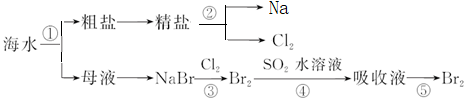 粗盐 精盐 ② Na
Cl₂
海水 ①
母液 NaBr Cl₂ ③ Br₂ SO₂ 水溶液 ④ 吸收液 ⑤ Br₂